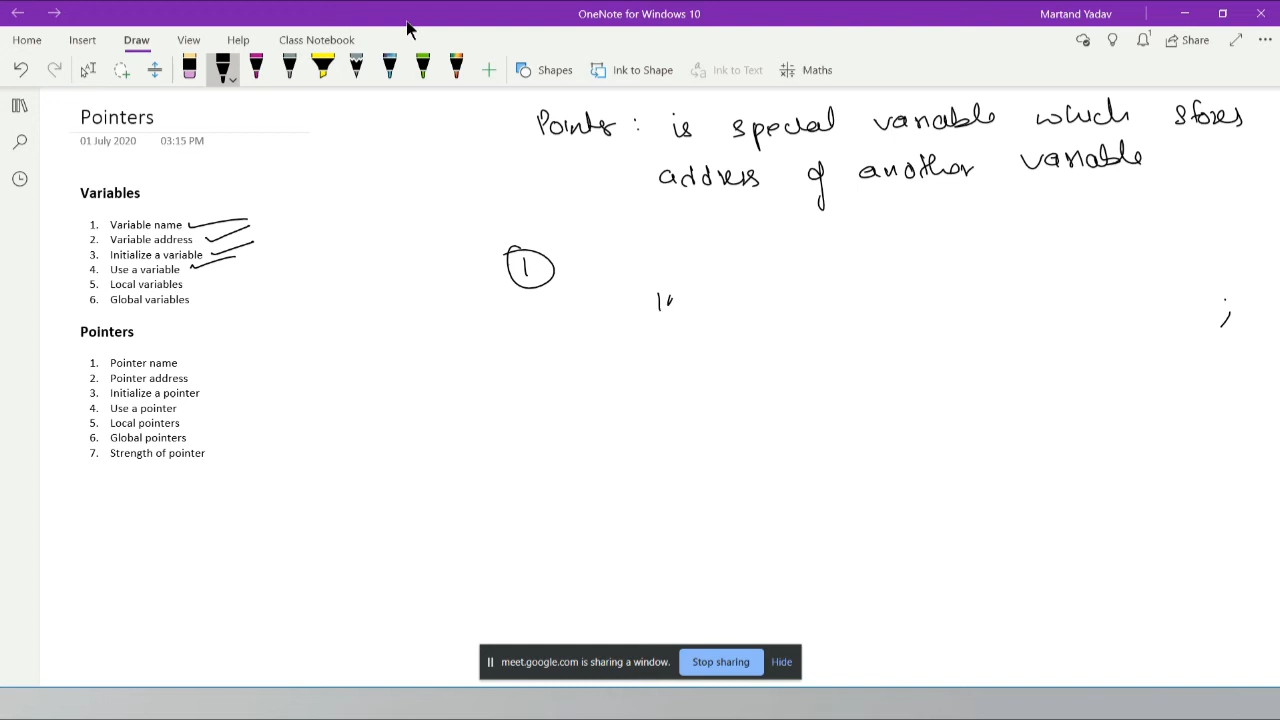 OneNote for Windows 10
Martand Yadav
Home Insert Draw View Help Class Notebook
Share
Shapes Ink to Shape Ink to Text Maths
Pointers
01 July 2020 03:15 PM
Variables
1. Variable name
2. Variable address
3. Initialize a variable
4. Use a variable
5. Local variables
6. Global variables
Pointers
1. Pointer name
2. Pointer address
3. Initialize a pointer
4. Use a pointer
5. Local pointers
6. Global pointers
7. Strength of pointer
Pointer : is special variable which stores
address of another variable
1
;
meet.google.com is sharing a window. Stop sharing Hide